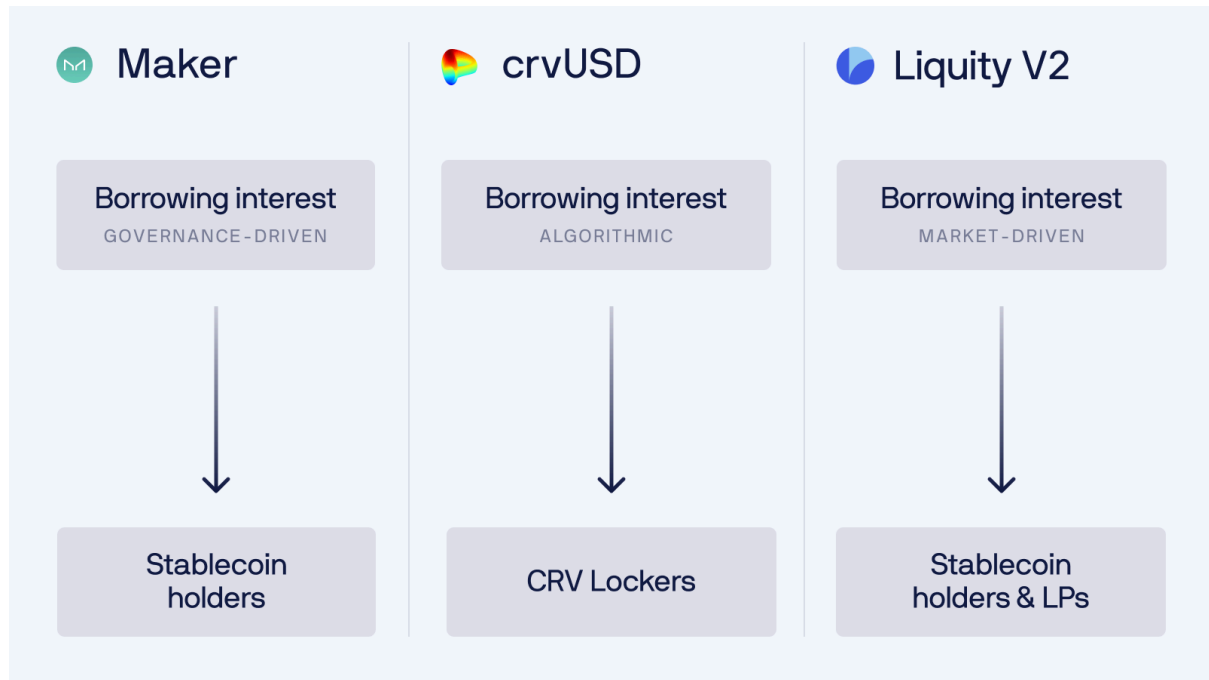 Maker
Borrowing interest
GOVERNANCE-DRIVEN
Stablecoin
holders
crvUSD
Borrowing interest
ALGORITHMIC
CRV Lockers
Liquity V2
Borrowing interest
MARKET-DRIVEN
Stablecoin
holders & LPs